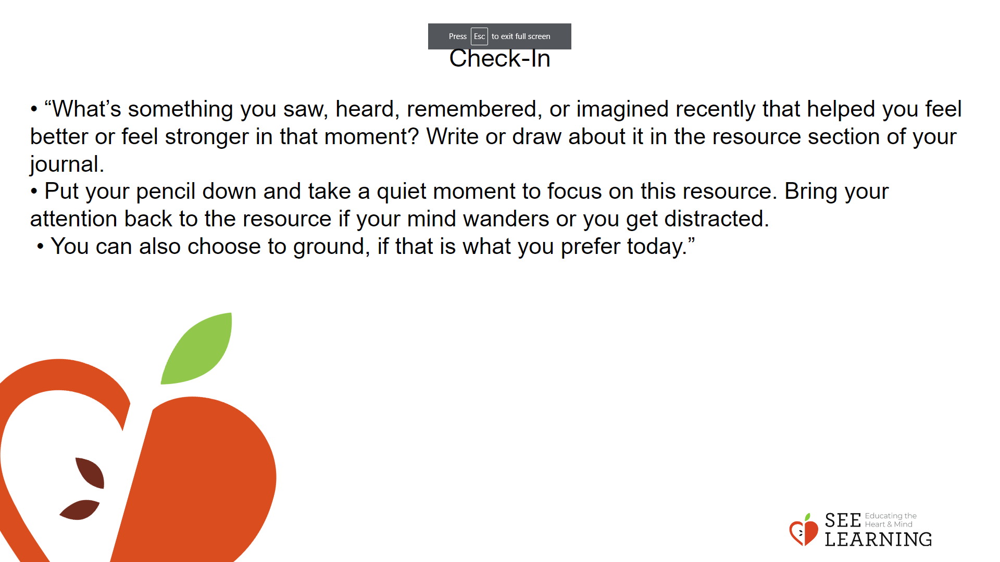 Press Esc to exit full screen
Check-In
• “What’s something you saw, heard, remembered, or imagined recently that helped you feel
better or feel stronger in that moment? Write or draw about it in the resource section of your
journal.
• Put your pencil down and take a quiet moment to focus on this resource. Bring your
attention back to the resource if your mind wanders or you get distracted.
• You can also choose to ground, if that is what you prefer today.”
SEE Educating the
Heart & Mind
LEARNING